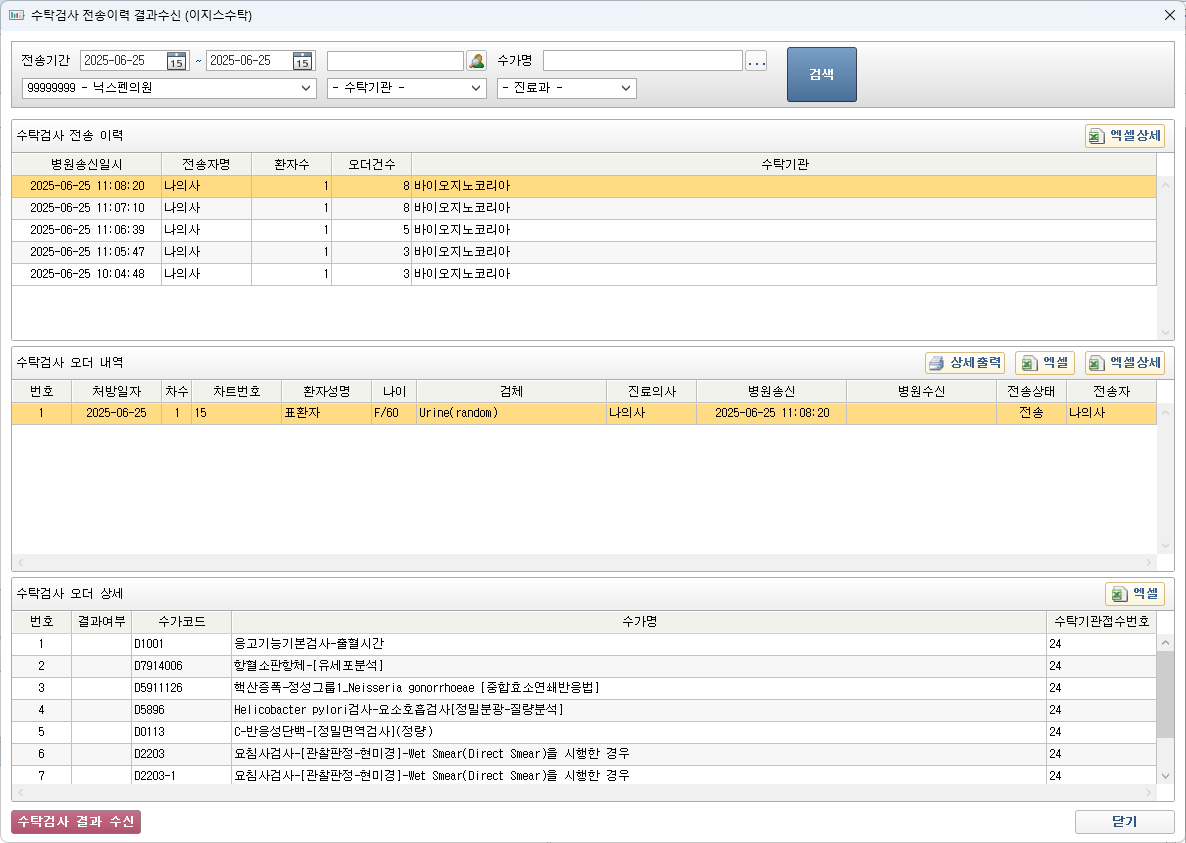 수탁검사 전송이력 결과수신 (이지스수탁)
전송기간 2025-06-25 15 ~ 2025-06-25 15 수가명 ...
99999999 - 닉스펜의원 - 수탁기관 - - 진료과 - 검색
수탁검사 전송 이력 엑셀상세
병원송신일시 전송자명 환자수 오더건수 수탁기관
2025-06-25 11:08:20 나의사 1 8 바이오지노코리아
2025-06-25 11:07:10 나의사 1 8 바이오지노코리아
2025-06-25 11:06:39 나의사 1 5 바이오지노코리아
2025-06-25 11:05:47 나의사 1 3 바이오지노코리아
2025-06-25 10:04:48 나의사 1 3 바이오지노코리아
수탁검사 오더 내역 상세출력 엑셀 엑셀상세
번호 처방일자 차수 차트번호 환자성명 나이 검체 진료의사 병원송신 병원수신 전송상태 전송자
1 2025-06-25 1 15 표환자 F/60 Urine(random) 나의사 2025-06-25 11:08:20 전송 나의사
수탁검사 오더 상세 엑셀
번호 결과여부 수가코드 수가명 수탁기관접수번호
1 D1001 응고기능기본검사-출혈시간 24
2 D7914006 항혈소판항체-[유세포분석] 24
3 D5911126 핵산증폭-정성그룹1_Neisseria gonorrhoeae [중합효소연쇄반응법] 24
4 D5896 Helicobacter pylori검사-요소호흡검사[정밀분광-질량분석] 24
5 D0113 C-반응성단백-[정밀면역검사](정량) 24
6 D2203 요침사검사-[관찰판정-현미경]-Wet Smear(Direct Smear)을 시행한 경우 24
7 D2203-1 요침사검사-[관찰판정-현미경]-Wet Smear(Direct Smear)을 시행한 경우 24
수탁검사 결과 수신 닫기